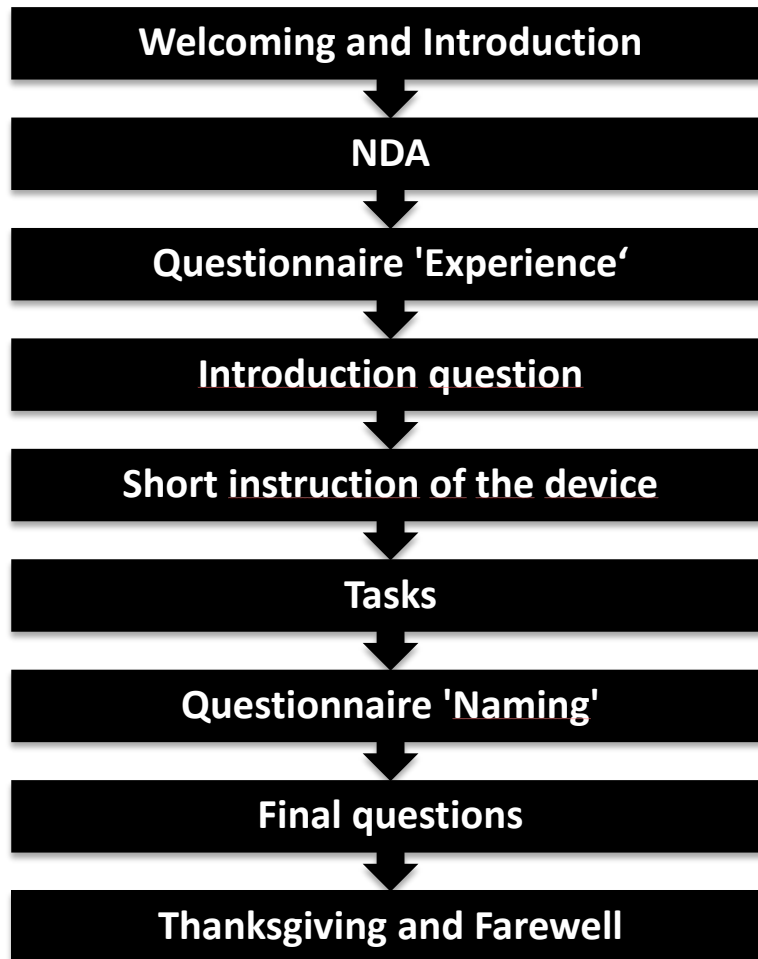 Welcoming and Introduction
NDA
Questionnaire 'Experience‘
Introduction question
Short instruction of the device
Tasks
Questionnaire 'Naming'
Final questions
Thanksgiving and Farewell